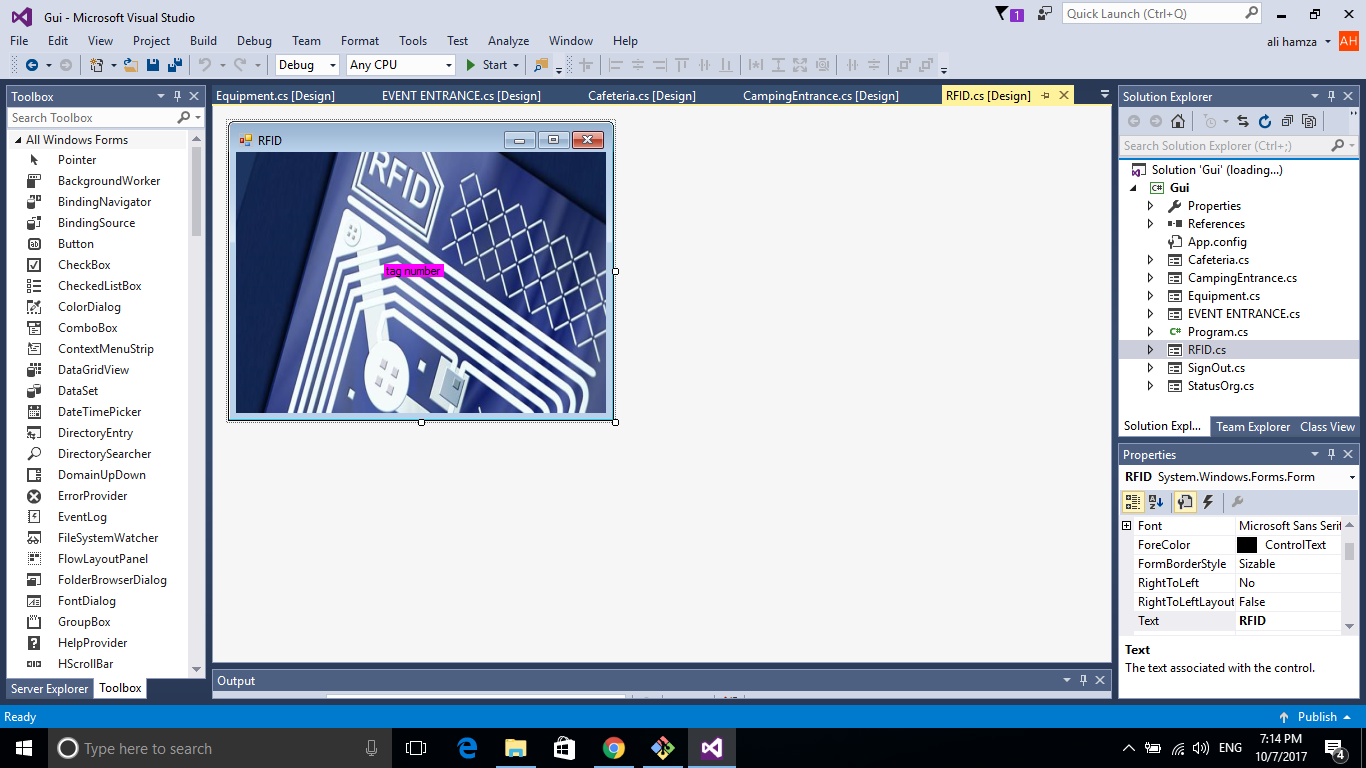 Gui - Microsoft Visual Studio
1
Quick Launch (Ctrl+Q)
File Edit View Project Build Debug Team Format Tools Test Analyze Window Help
ali hamza AH
Debug Any CPU Start
Toolbox
Search Toolbox
All Windows Forms
Pointer
BackgroundWorker
BindingNavigator
BindingSource
Button
CheckBox
CheckedListBox
ColorDialog
ComboBox
ContextMenuStrip
DataGridView
DataSet
DateTimePicker
DirectoryEntry
DirectorySearcher
DomainUpDown
ErrorProvider
EventLog
FileSystemWatcher
FlowLayoutPanel
FolderBrowserDialog
FontDialog
GroupBox
HelpProvider
HScrollBar
Server Explorer Toolbox
Equipment.cs [Design] EVENT ENTRANCE.cs [Design] Cafeteria.cs [Design] CampingEntrance.cs [Design] RFID.cs [Design]
RFID
RFID
tag number
Output
Solution Explorer
Search Solution Explorer (Ctrl+;)
Solution 'Gui' (loading...)
C# Gui
Properties
References
App.config
Cafeteria.cs
CampingEntrance.cs
Equipment.cs
EVENT ENTRANCE.cs
C# Program.cs
RFID.cs
SignOut.cs
StatusOrg.cs
Solution Expl... Team Explorer Class View
Properties
RFID System.Windows.Forms.Form
Font Microsoft Sans Serif
ForeColor ControlText
FormBorderStyle Sizable
RightToLeft No
RightToLeftLayout False
Text RFID
Text
The text associated with the control.
Ready
Publish
Type here to search
ENG
7:14 PM
10/7/2017
4